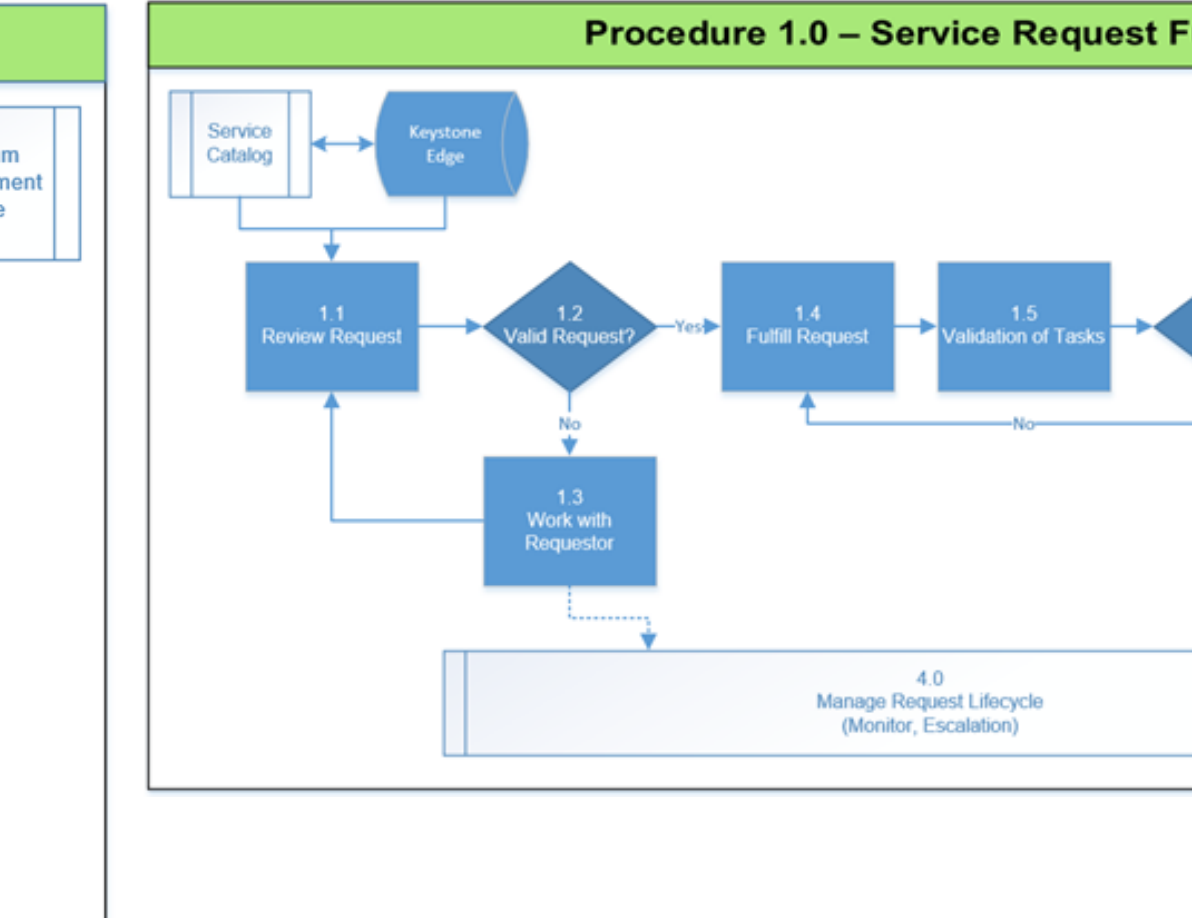 Procedure 1.0 – Service Request F
m
ment
e
Service
Catalog
Keystone
Edge
1.1
Review Request
1.2
Valid Request?
Yes
1.4
Fulfill Request
1.5
Validation of Tasks
No
No
1.3
Work with
Requestor
4.0
Manage Request Lifecycle
(Monitor, Escalation)